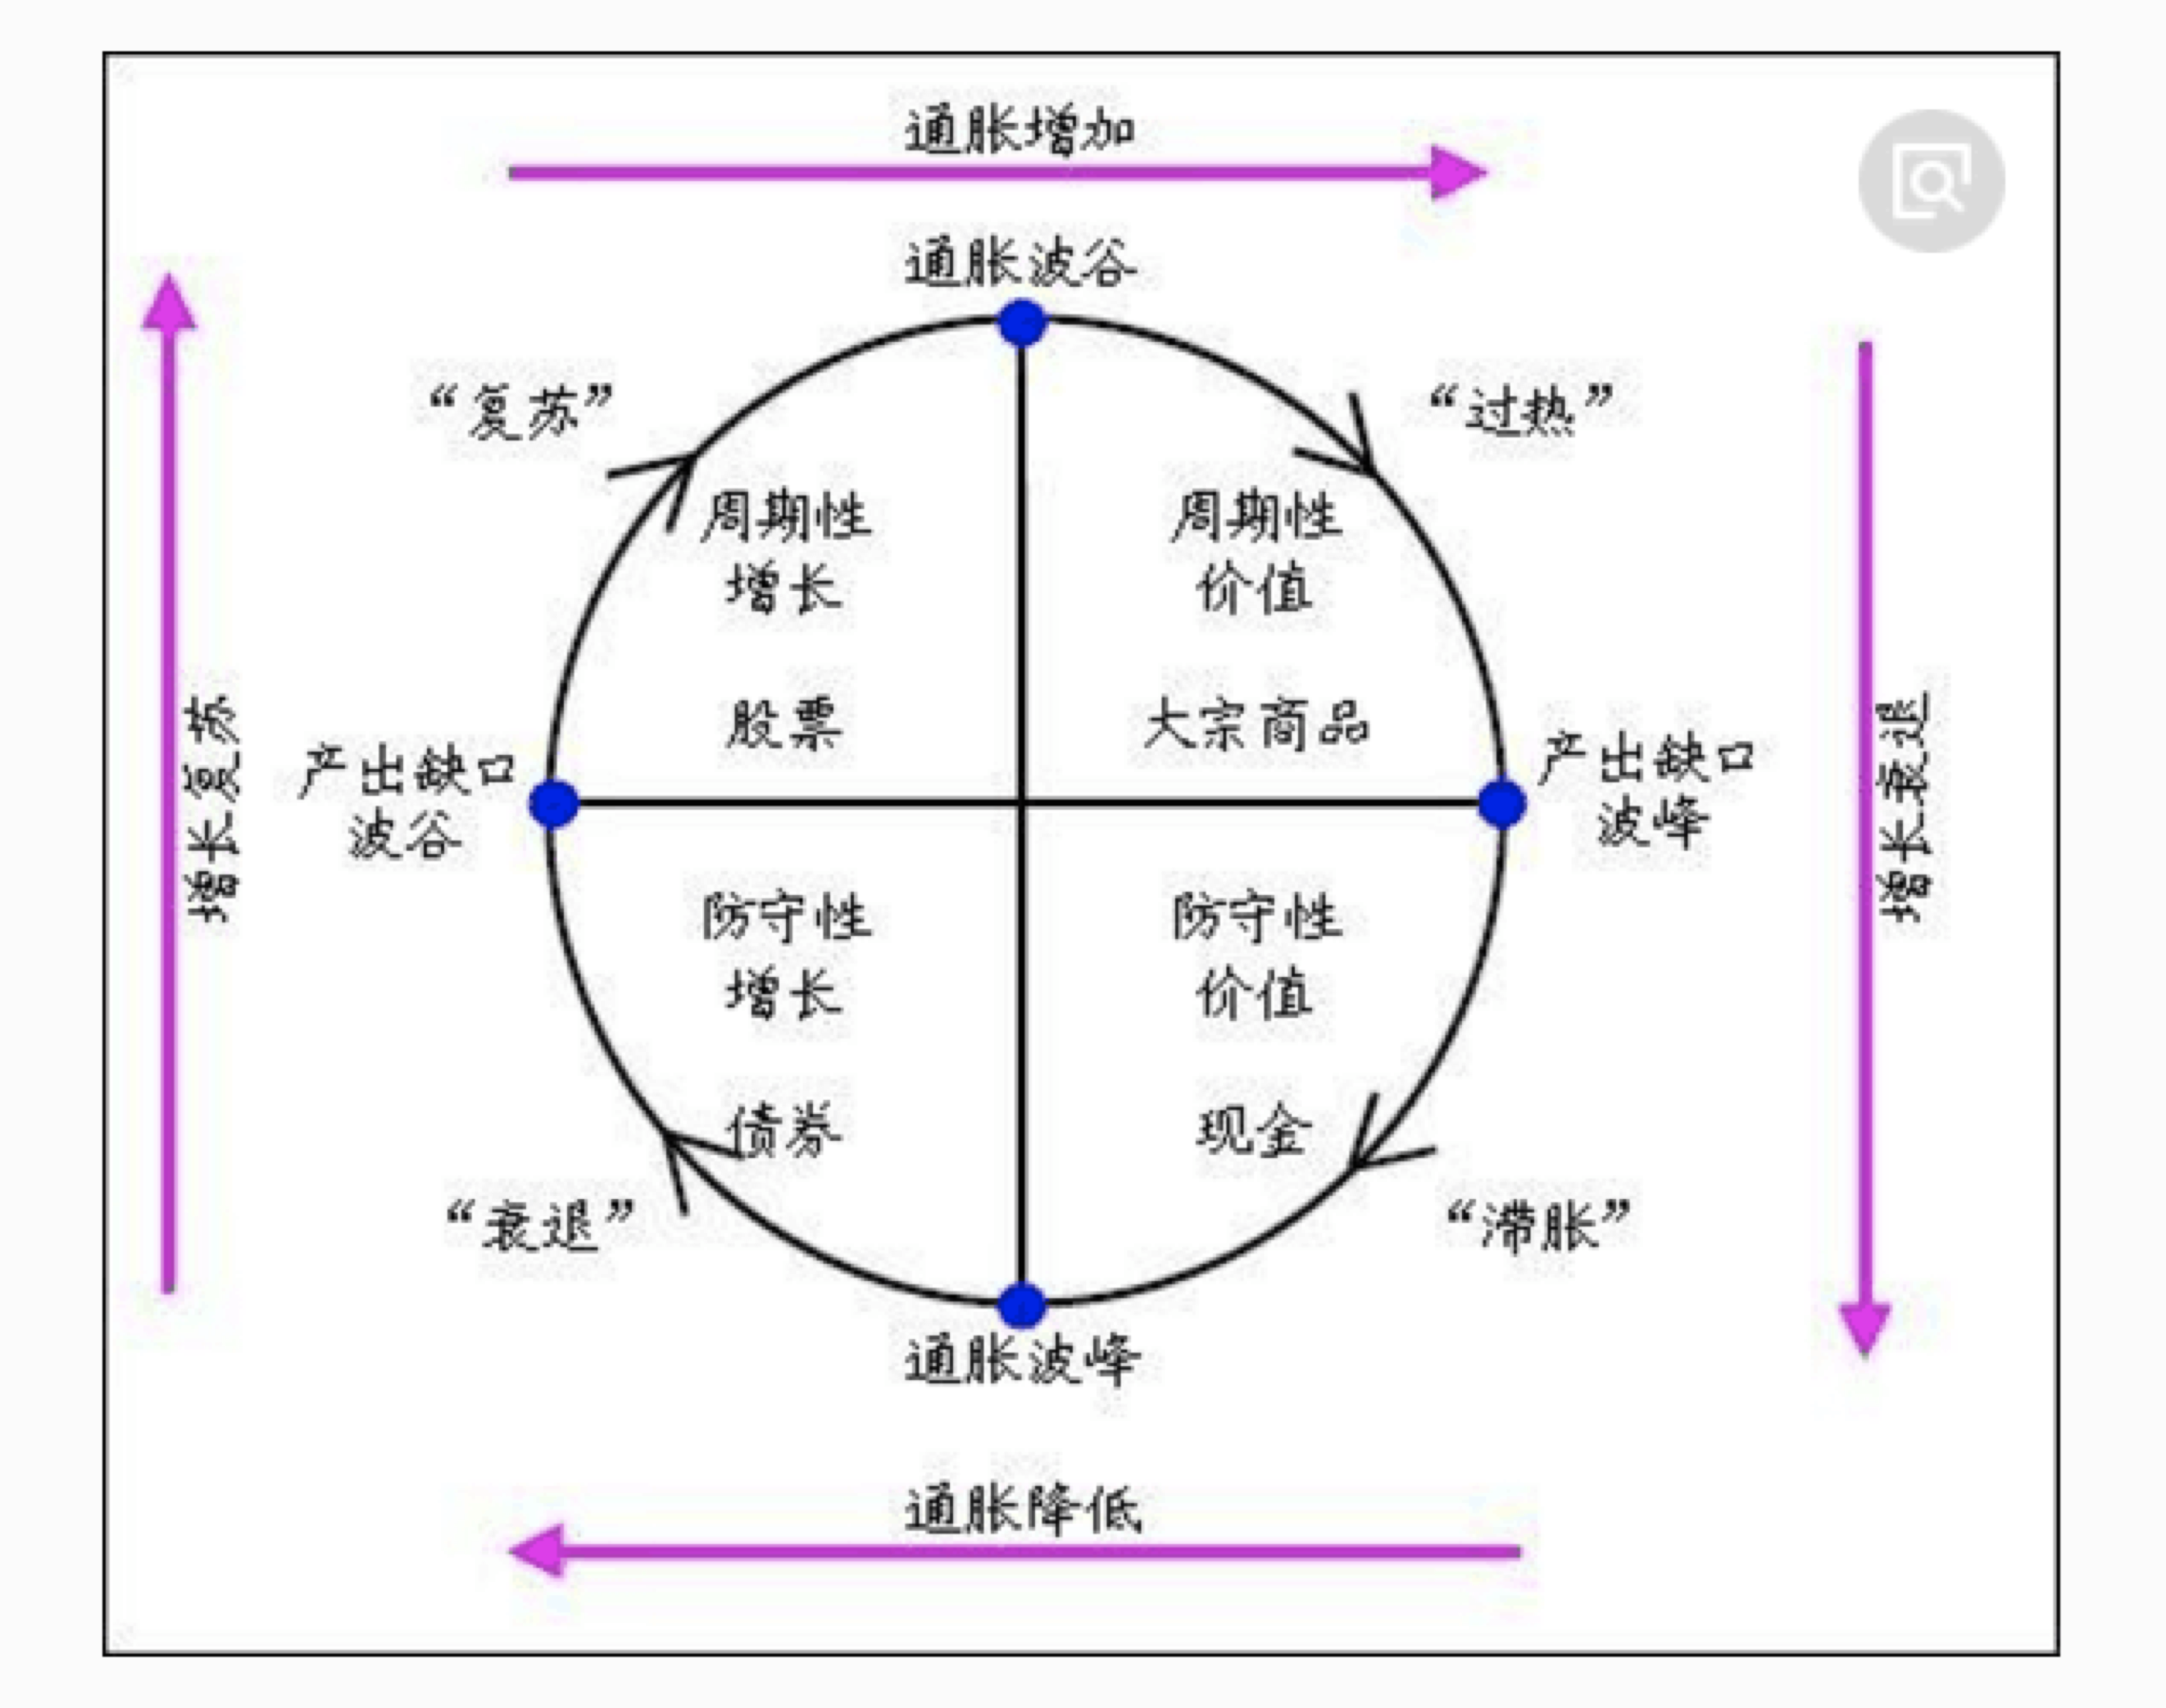 通胀增加
通胀波谷
“复苏”
“过热”
周期性
增长
周期性
价值
股票
大宗商品
增长复苏
产出缺口
波谷
产出缺口
波峰
增长衰退
防守性
增长
防守性
价值
债券
现金
“衰退”
“滞胀”
通胀波峰
通胀降低